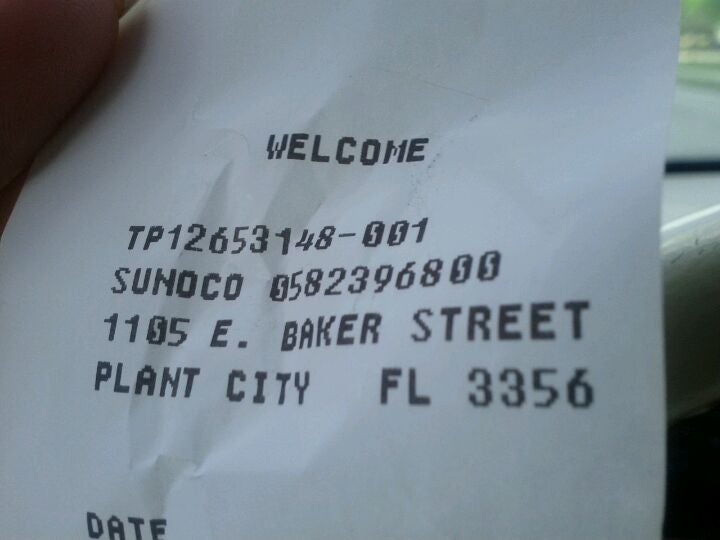 WELCOME
TP12653148-001
SUNOCO 0582396800
1105 E. BAKER STREET
PLANT CITY FL 3356
DATE